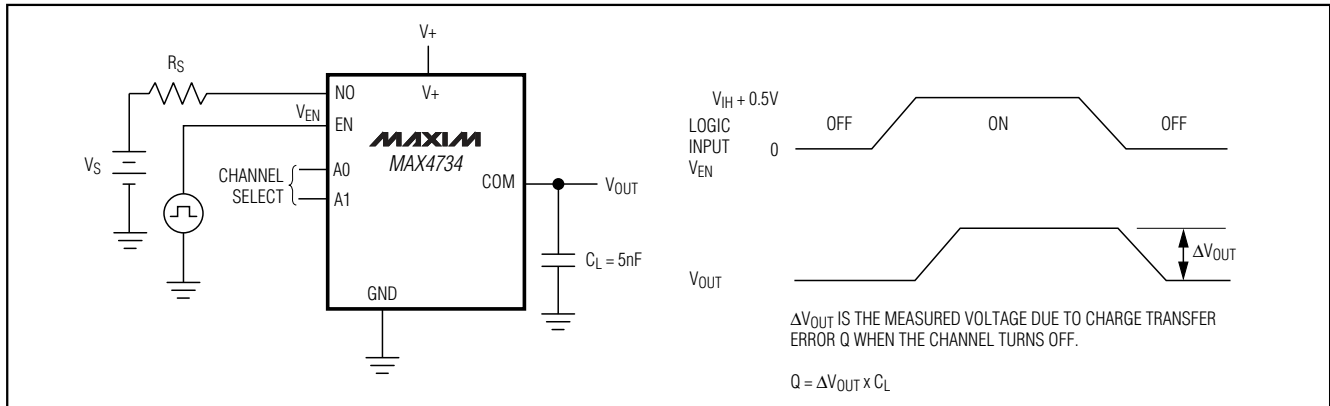 V+
RS
NO
V+
VEN
EN
MAXIM
MAX4734
VS
CHANNEL
SELECT
A0
A1
COM
VOUT
CL = 5nF
GND
VIH + 0.5V
LOGIC
INPUT
VEN
0
OFF
ON
OFF
VOUT
ΔVOUT
ΔVOUT IS THE MEASURED VOLTAGE DUE TO CHARGE TRANSFER
ERROR Q WHEN THE CHANNEL TURNS OFF.
Q = ΔVOUT x CL